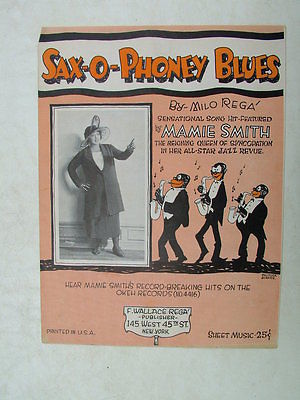 SAX-O-PHONEY BLUES
BY- MILO REGA'
SENSATIONAL SONG HIT-FEATURED
BY MAMIE SMITH
THE REIGNING QUEEN OF SYNCOPATION
IN HER ALL-STAR JAZZ REVUE.
HEAR MAMIE SMITH'S RECORD-BREAKING HITS ON THE
OKEH RECORDS (NO.4416)
F. WALLACE REGA'
-PUBLISHER-
145 WEST 45TH ST.
NEW YORK
PRINTED IN U.S.A.
SHEET MUSIC-25¢